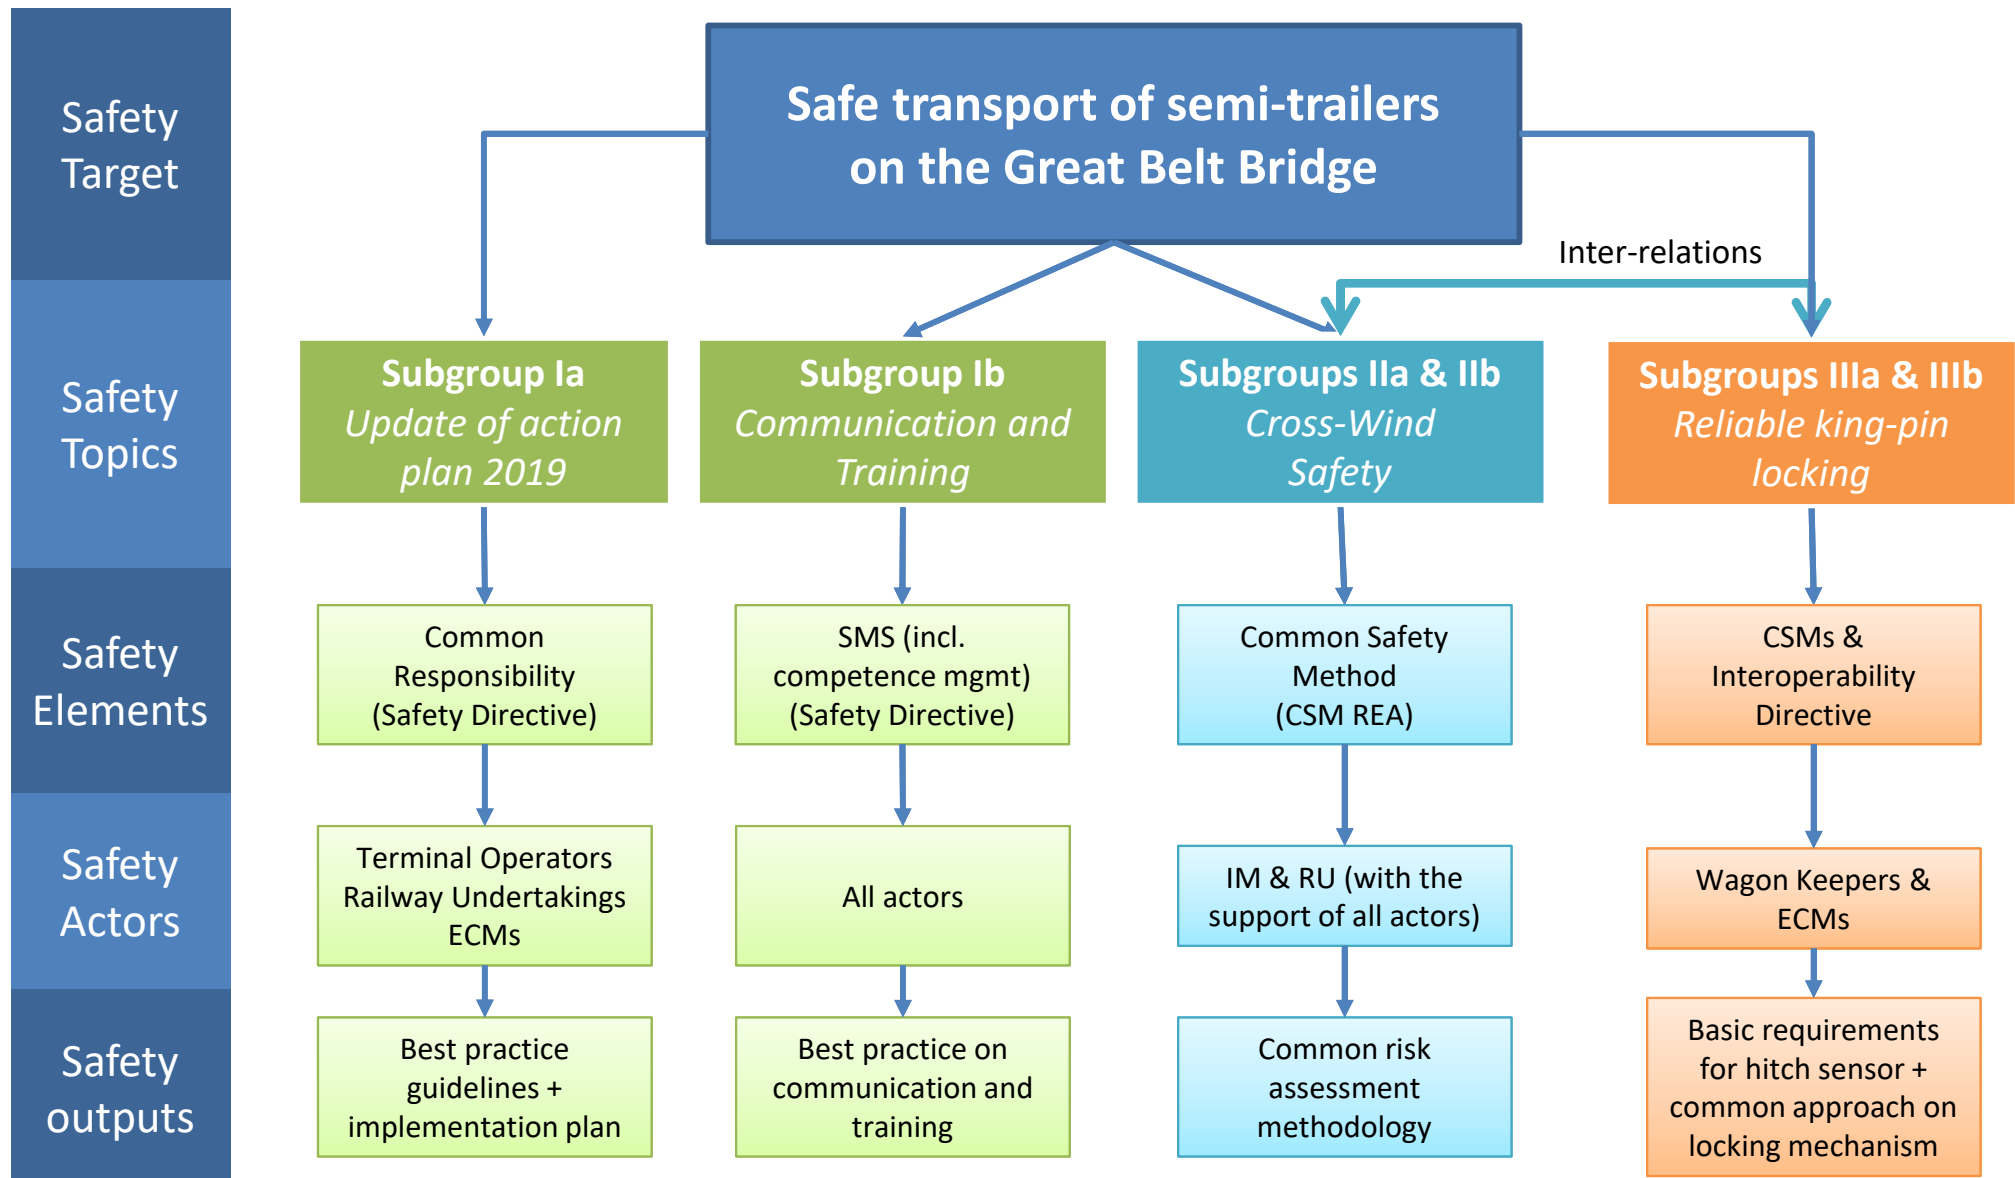 Safety
Target
Safe transport of semi-trailers
on the Great Belt Bridge
Inter-relations
Safety
Topics
Subgroup Ia
Update of action
plan 2019
Subgroup Ib
Communication and
Training
Subgroups IIa & IIb
Cross-Wind
Safety
Subgroups IIIa & IIIb
Reliable king-pin
locking
Safety
Elements
Common
Responsibility
(Safety Directive)
SMS (incl.
competence mgmt)
(Safety Directive)
Common Safety
Method
(CSM REA)
CSMs &
Interoperability
Directive
Safety
Actors
Terminal Operators
Railway Undertakings
ECMs
All actors
IM & RU (with the
support of all actors)
Wagon Keepers &
ECMs
Safety
outputs
Best practice
guidelines +
implementation plan
Best practice on
communication and
training
Common risk
assessment
methodology
Basic requirements
for hitch sensor +
common approach on
locking mechanism